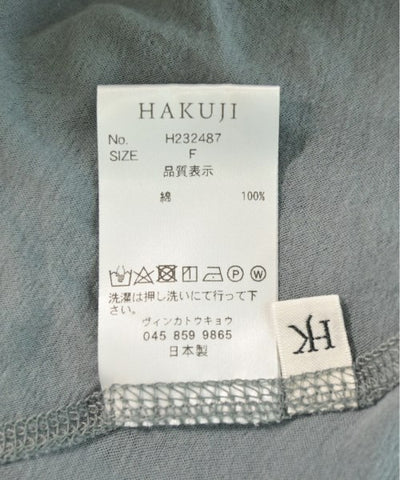 HAKUJI
No. H232487
SIZE F
品質表示
綿 100%
P W
洗濯は押し洗いにて行って下
さい。
ヴィンカトウキョウ
045 859 9865
日本製
HK